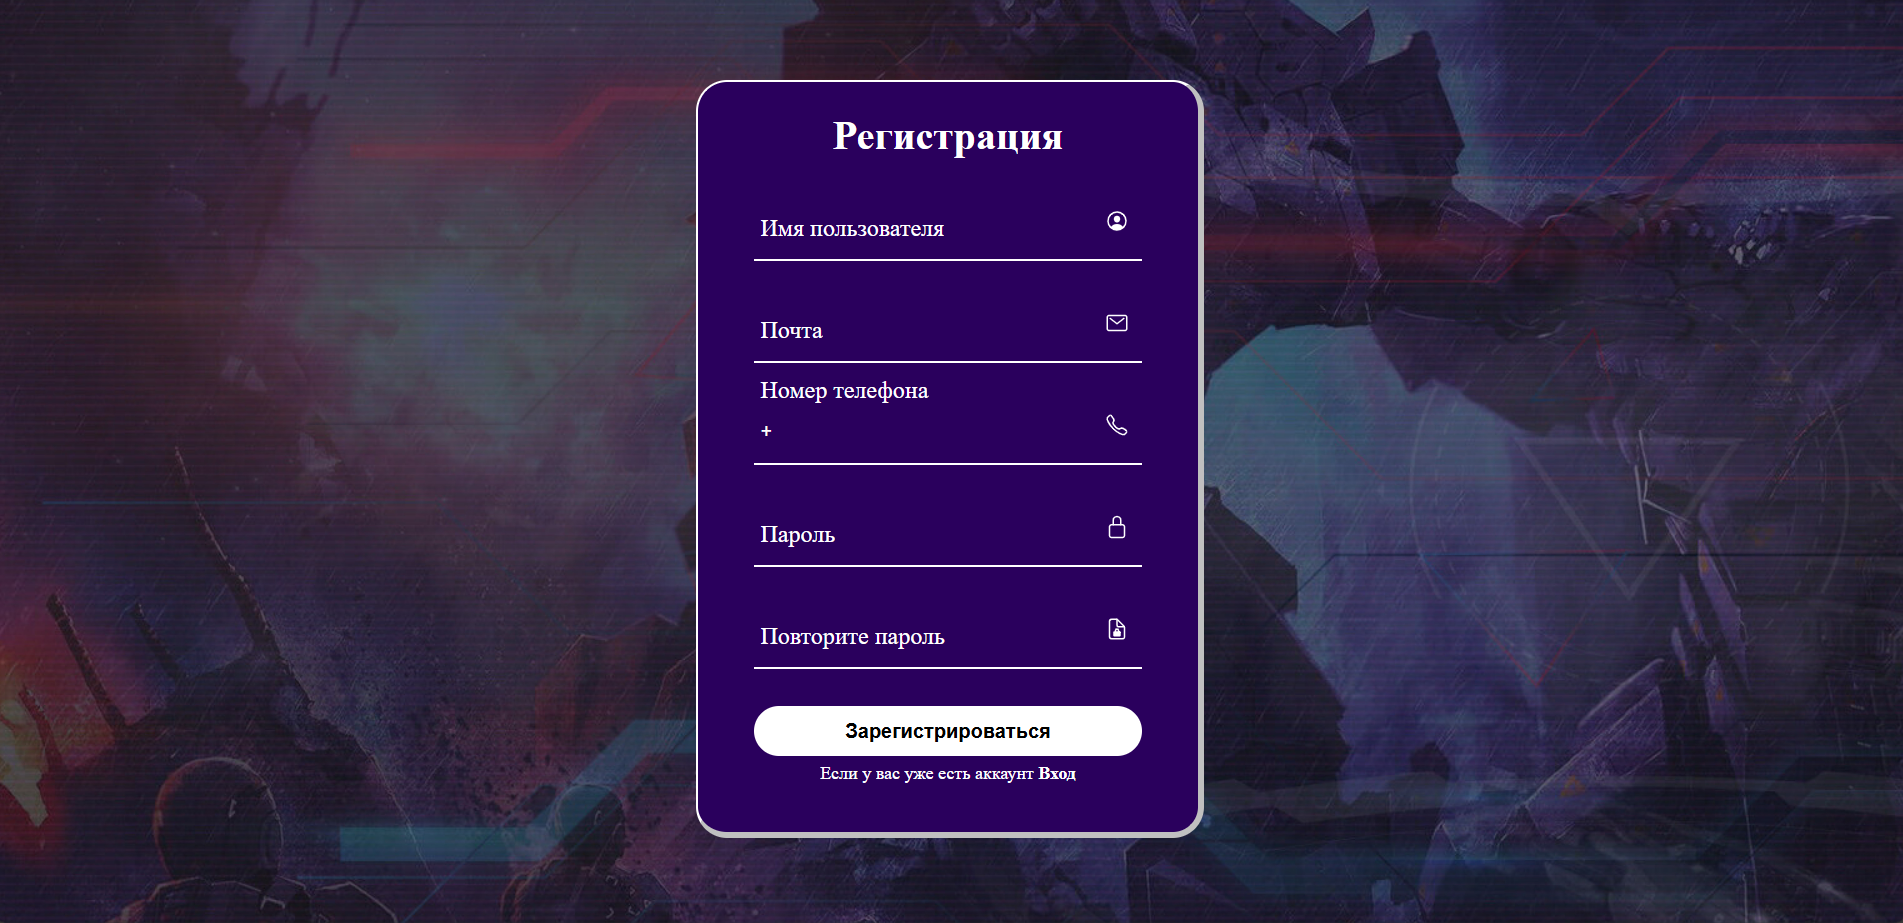 Регистрация
Имя пользователя
Почта
Номер телефона
+
Пароль
Повторите пароль
Зарегистрироваться
Если у вас уже есть аккаунт Вход